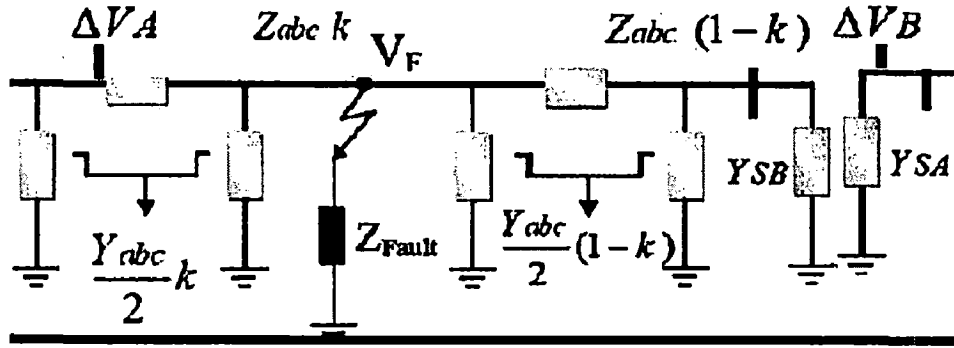 ΔVA
Zabc k
VF
Zabc (1 − k)
ΔVB
YSB
YSA
ZFault
Yabc/2 k
Yabc/2 (1 − k)